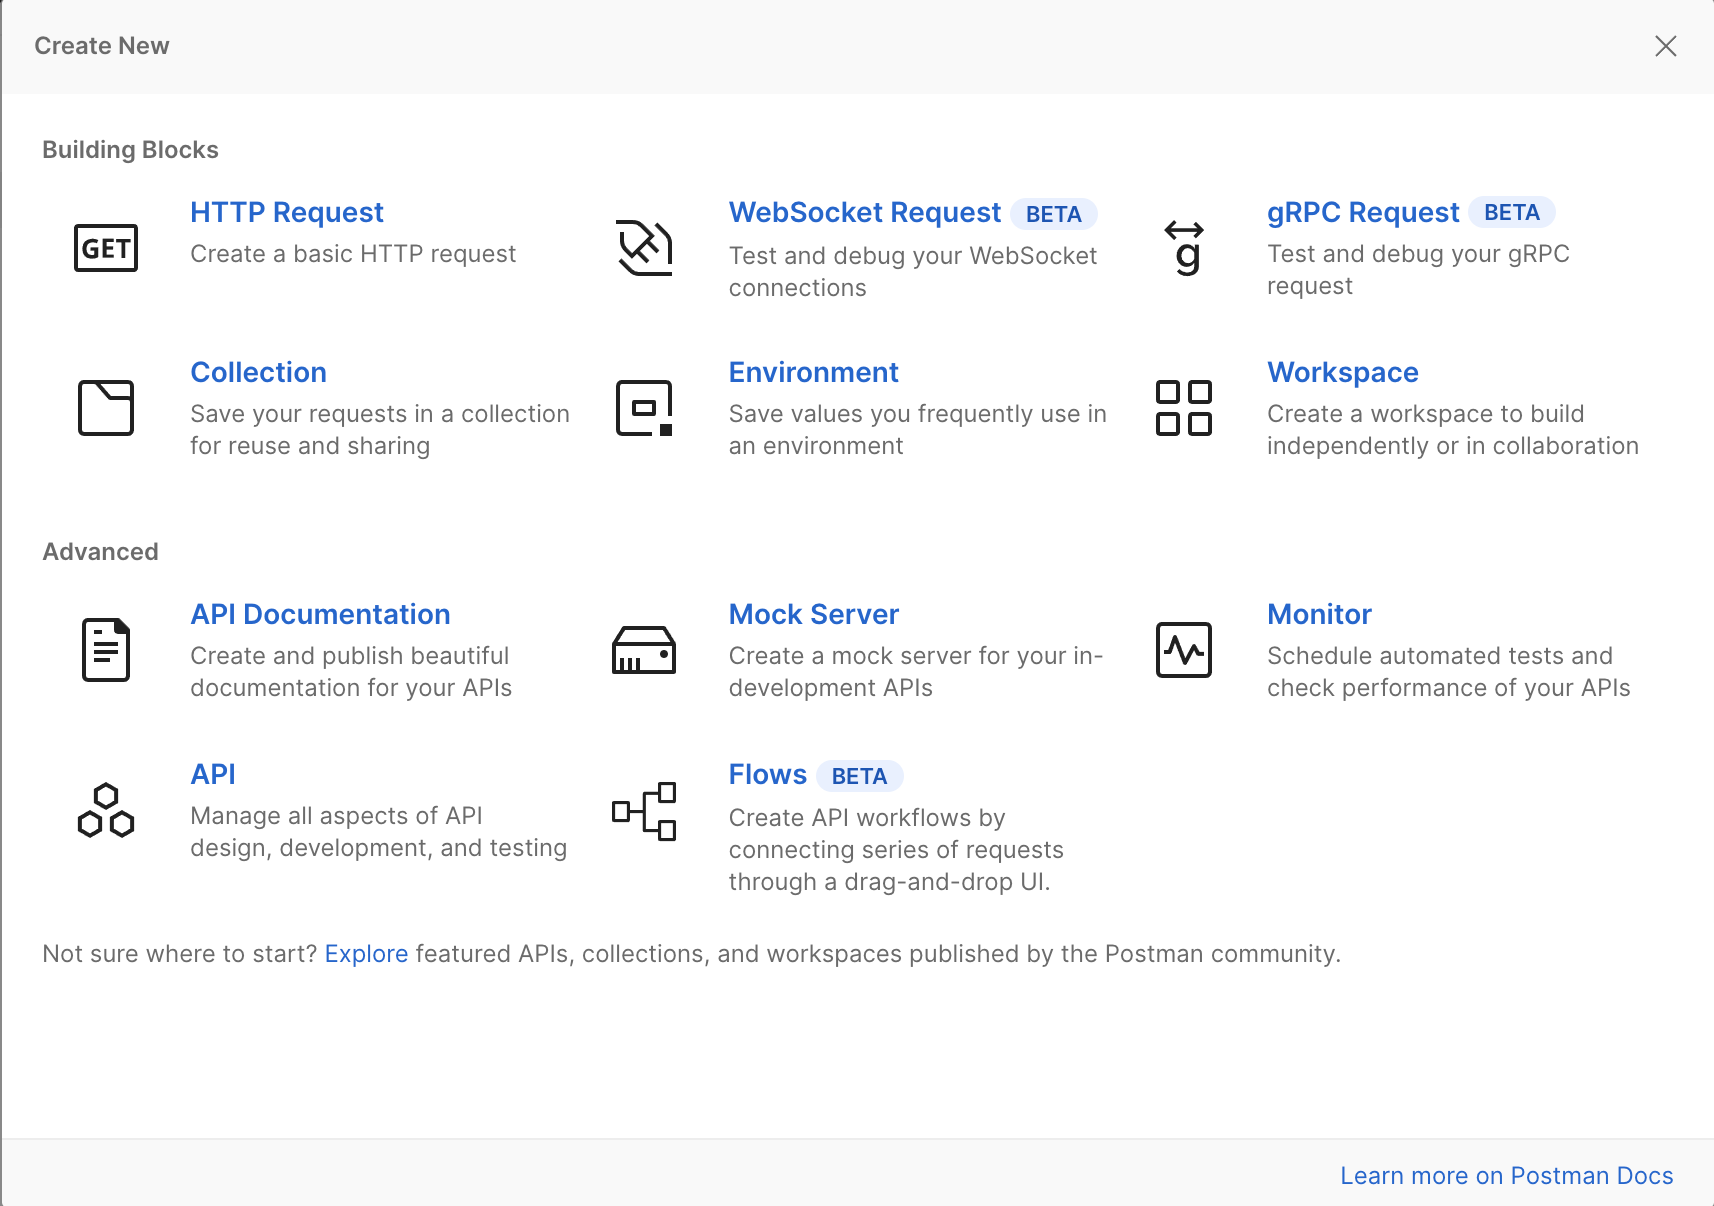 Create New
Building Blocks
GET
HTTP Request
Create a basic HTTP request
WebSocket Request BETA
Test and debug your WebSocket
connections
g
gRPC Request BETA
Test and debug your gRPC
request
Collection
Save your requests in a collection
for reuse and sharing
Environment
Save values you frequently use in
an environment
Workspace
Create a workspace to build
independently or in collaboration
Advanced
API Documentation
Create and publish beautiful
documentation for your APIs
Mock Server
Create a mock server for your in-
development APIs
Monitor
Schedule automated tests and
check performance of your APIs
API
Manage all aspects of API
design, development, and testing
Flows BETA
Create API workflows by
connecting series of requests
through a drag-and-drop UI.
Not sure where to start? Explore featured APIs, collections, and workspaces published by the Postman community.
Learn more on Postman Docs